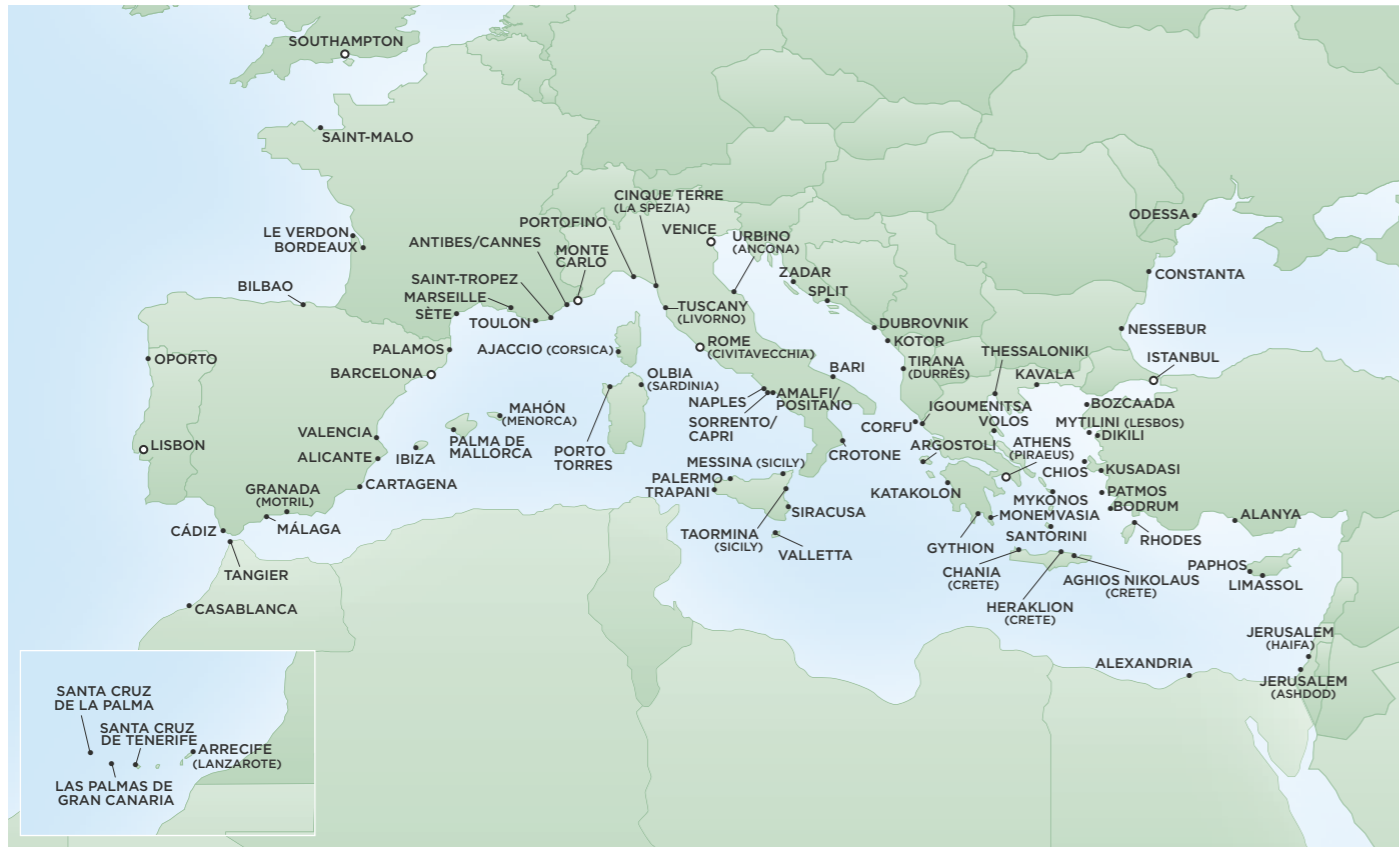 SOUTHAMPTON
SAINT-MALO
LE VERDON
BORDEAUX
BILBAO
OPORTO
LISBON
CINQUE TERRE
(LA SPEZIA)
PORTOFINO
ANTIBES/CANNES
MONTE
CARLO
SAINT-TROPEZ
MARSEILLE
SÈTE
TOULON
PALAMOS
BARCELONA
AJACCIO (CORSICA)
VENICE
URBINO
(ANCONA)
ZADAR
SPLIT
TUSCANY
(LIVORNO)
ROME
(CIVITAVECCHIA)
DUBROVNIK
KOTOR
TIRANA
(DURRËS)
BARI
OLBIA
(SARDINIA)
NAPLES
AMALFI/
POSITANO
SORRENTO/
CAPRI
MAHÓN
(MENORCA)
PALMA DE
MALLORCA
IBIZA
PORTO
TORRES
VALENCIA
ALICANTE
CARTAGENA
GRANADA
(MOTRIL)
MÁLAGA
CÁDIZ
TANGIER
CASABLANCA
MESSINA (SICILY)
PALERMO
TRAPANI
CROTONE
SIRACUSA
TAORMINA
(SICILY)
VALLETTA
ODESSA
CONSTANTA
NESSEBUR
ISTANBUL
THESSALONIKI
KAVALA
BOZCAADA
IGOUMENITSA
VOLOS
CORFU
MYTILINI (LESBOS)
DIKILI
ARGOSTOLI
ATHENS
(PIRAEUS)
CHIOS
KUSADASI
KATAKOLON
PATMOS
MYKONOS
BODRUM
MONEMVASIA
SANTORINI
RHODES
ALANYA
GYTHION
CHANIA
(CRETE)
AGHIOS NIKOLAUS
(CRETE)
HERAKLION
(CRETE)
PAPHOS
LIMASSOL
JERUSALEM
(HAIFA)
ALEXANDRIA
JERUSALEM
(ASHDOD)
SANTA CRUZ
DE LA PALMA
SANTA CRUZ
DE TENERIFE
ARRECIFE
(LANZAROTE)
LAS PALMAS DE
GRAN CANARIA